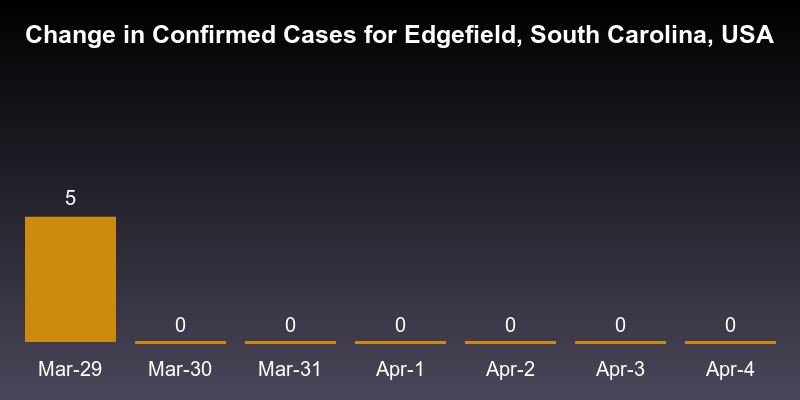 Change in Confirmed Cases for Edgefield, South Carolina, USA
5
0 0 0 0 0 0
Mar-29 Mar-30 Mar-31 Apr-1 Apr-2 Apr-3 Apr-4